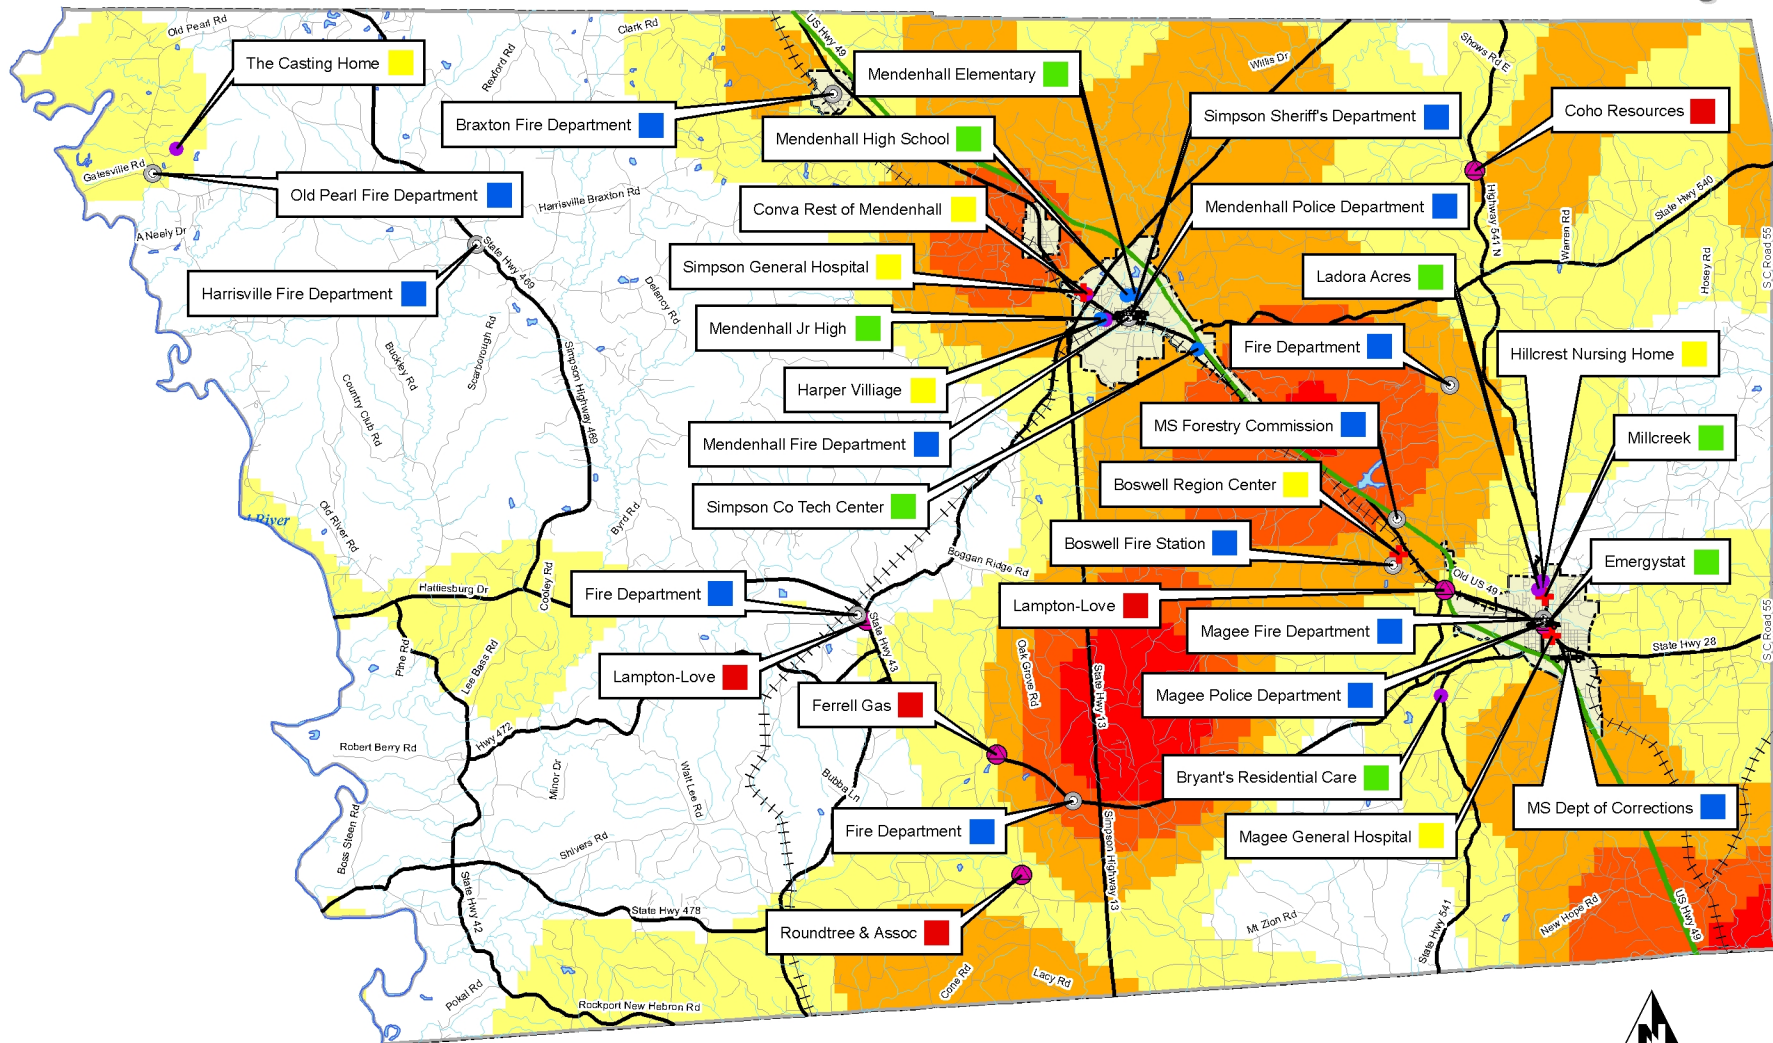 Old Pearl Rd
Clark Rd
US Hwy 49
Shows Rd E
The Casting Home
Rexford Rd
Mendenhall Elementary
Willis Dr
Braxton Fire Department
Simpson Sheriff's Department
Coho Resources
Mendenhall High School
Gatesville Rd
Old Pearl Fire Department
Harrisville Braxton Rd
Conva Rest of Mendenhall
Mendenhall Police Department
Highway 541 N
State Hwy 540
Warren Rd
A Neely Dr
State Hwy 469
S C Road 55
Hosey Rd
Simpson General Hospital
Ladora Acres
Harrisville Fire Department
Delancy Rd
Mendenhall Jr High
Fire Department
Hillcrest Nursing Home
Buckley Rd
Scarborough Rd
Simpson Highway 469
Country Club Rd
Harper Villiage
MS Forestry Commission
Millcreek
Mendenhall Fire Department
Boswell Region Center
Simpson Co Tech Center
River
Old River Rd
Byrd Rd
Boswell Fire Station
Boggan Ridge Rd
Emergystat
Old US 49
Hattiesburg Dr
Cooley Rd
Fire Department
Lampton-Love
Magee Fire Department
S C Road 55
State Hwy 28
State Hwy 43
Pine Rd
Lee Bass Rd
Oak Grove Rd
State Hwy 13
Lampton-Love
Magee Police Department
Ferrell Gas
Hwy 472
Robert Berry Rd
Minor Dr
Walt Lee Rd
Bubba Ln
Bryant's Residential Care
MS Dept of Corrections
Fire Department
Magee General Hospital
Boss Steen Rd
Shivers Rd
Simpson Highway 13
State Hwy 42
State Hwy 478
Roundtree & Assoc
Mt Zion Rd
State Hwy 541
New Hope Rd
US Hwy 49
Pokal Rd
Rockport New Hebron Rd
Cone Rd
Lacy Rd
N